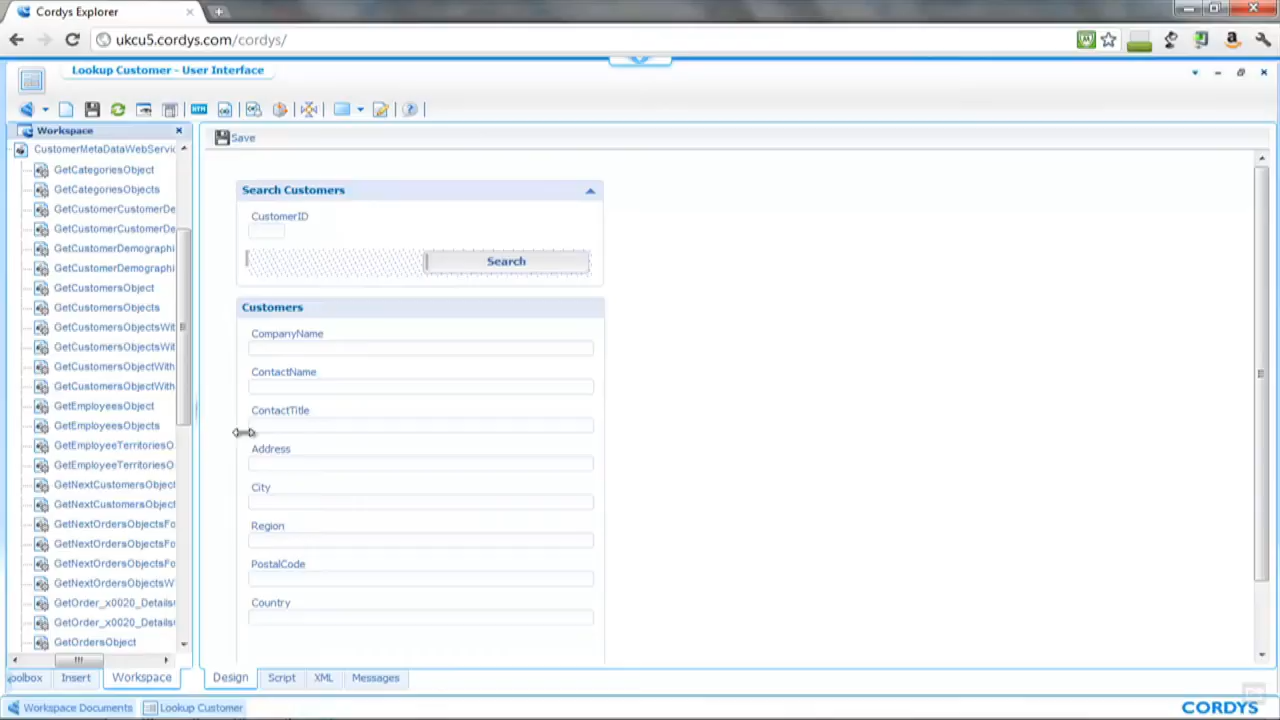 Cordys Explorer
ukcu5.cordys.com/cordys/
Lookup Customer - User Interface
Workspace
Save
CustomerMetaDataWebServic
GetCategoriesObject
GetCategoriesObjects
GetCustomerCustomerDe
GetCustomerCustomerDe
GetCustomerDemographi
GetCustomerDemographi
GetCustomersObject
GetCustomersObjects
GetCustomersObjectsWit
GetCustomersObjectsWit
GetCustomersObjectWith
GetCustomersObjectWith
GetEmployeesObject
GetEmployeesObjects
GetEmployeeTerritoriesO
GetEmployeeTerritoriesO
GetNextCustomersObject
GetNextCustomersObject
GetNextOrdersObjectsFo
GetNextOrdersObjectsFo
GetNextOrdersObjectsFo
GetNextOrdersObjectsW
GetOrder_x0020_Details
GetOrder_x0020_Details
GetOrdersObject
Search Customers
CustomerID
Search
Customers
CompanyName
ContactName
ContactTitle
Address
City
Region
PostalCode
Country
oolbox Insert Workspace
Design Script XML Messages
Workspace Documents Lookup Customer
CORDYS